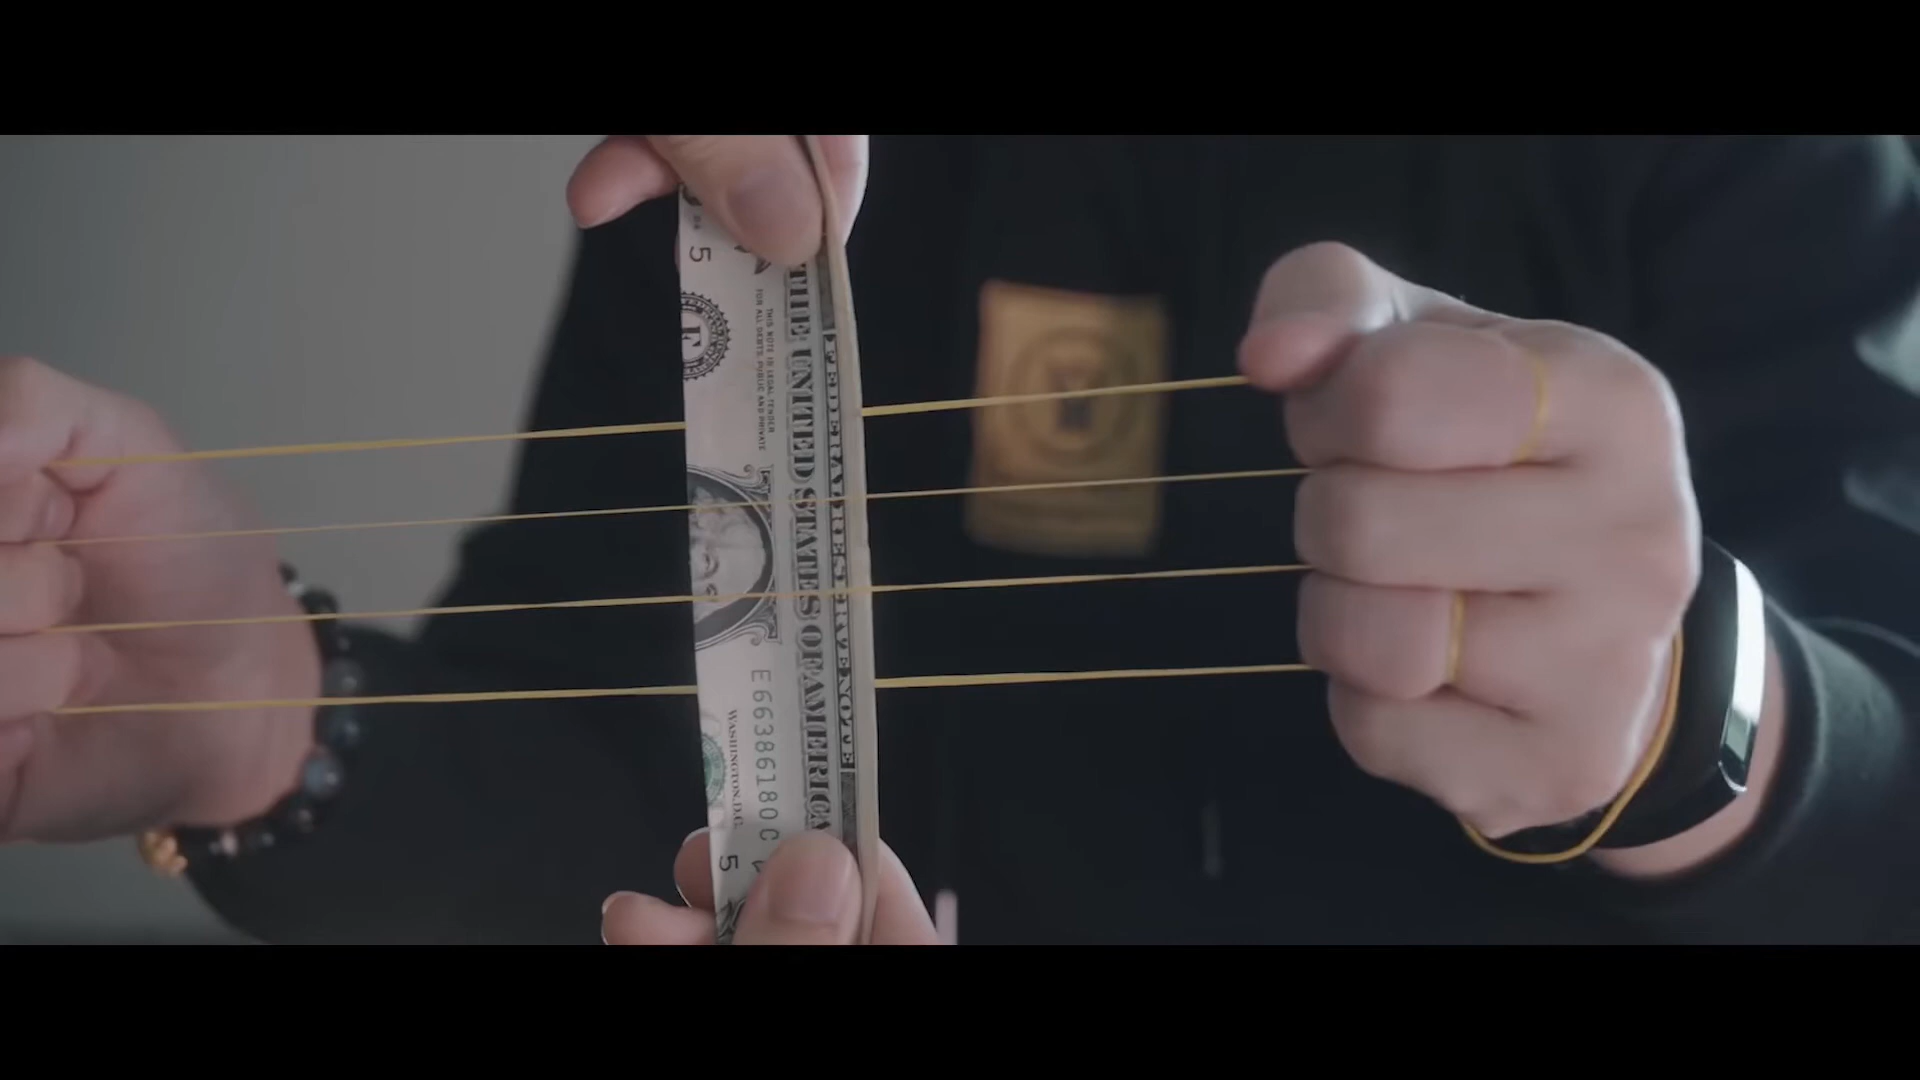 FEDERAL RESERVE NOTE
THE UNITED STATES OF AMERICA
THIS NOTE IS LEGAL TENDER
FOR ALL DEBTS, PUBLIC AND PRIVATE
5
E
E66386180C
WASHINGTON, D.C.
5